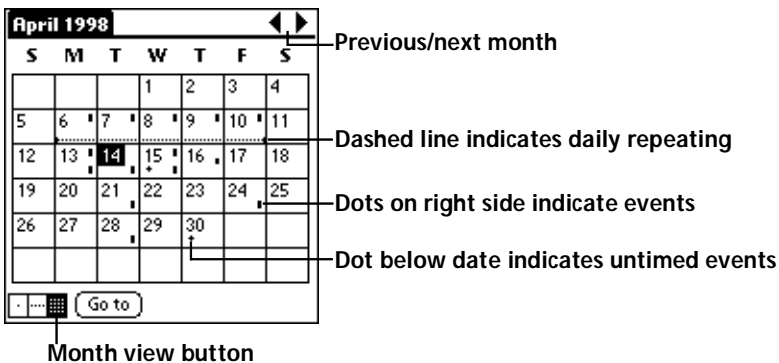 April 1998
Previous/next month
S M T W T F S
1 2 3 4
5 6 7 8 9 10 11
Dashed line indicates daily repeating
12 13 14 15 16 17 18
19 20 21 22 23 24 25
Dots on right side indicate events
26 27 28 29 30
Dot below date indicates untimed events
Go to
Month view button